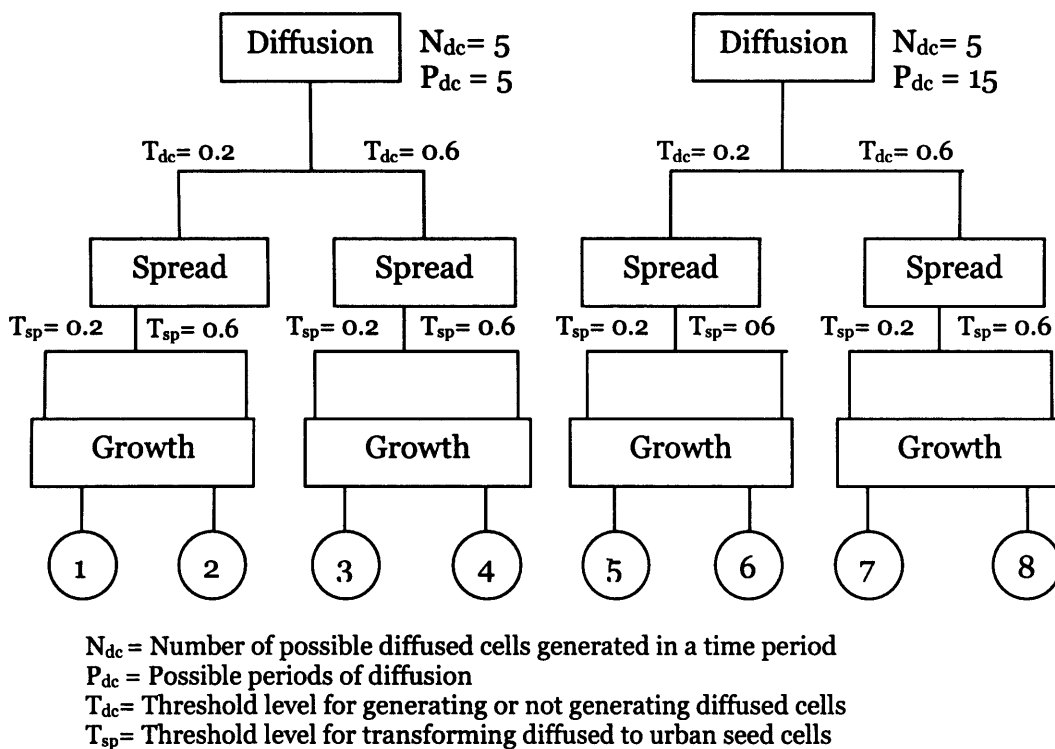 Diffusion N_dc= 5 Diffusion N_dc= 5
P_dc = 5 P_dc = 15
T_dc= 0.2 T_dc= 0.6 T_dc= 0.2 T_dc= 0.6
Spread Spread Spread Spread
T_sp= 0.2 T_sp= 0.6 T_sp= 0.2 T_sp= 0.6 T_sp= 0.2 T_sp= 06 T_sp= 0.2 T_sp= 0.6
Growth Growth Growth Growth
1 2 3 4 5 6 7 8
N_dc = Number of possible diffused cells generated in a time period
P_dc = Possible periods of diffusion
T_dc= Threshold level for generating or not generating diffused cells
T_sp= Threshold level for transforming diffused to urban seed cells